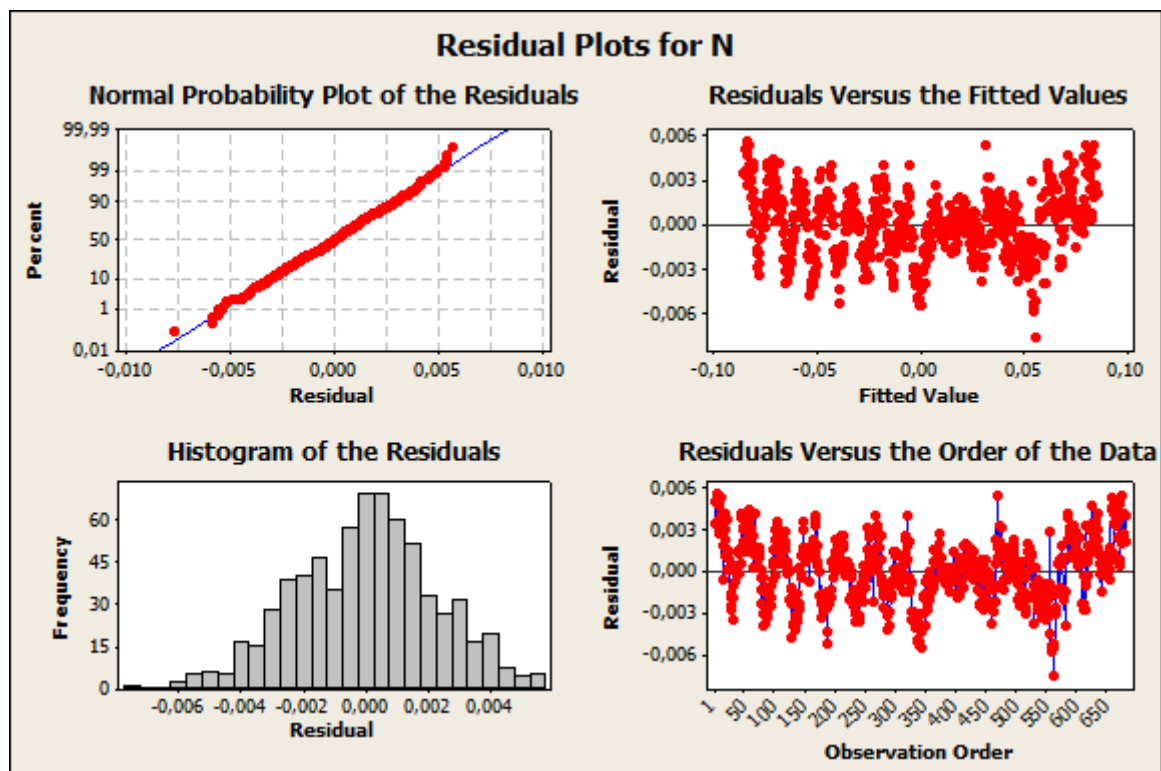 Residual Plots for N
Normal Probability Plot of the Residuals
99,99
99
90
50
10
1
0,01
Percent
-0,010 -0,005 0,000 0,005 0,010
Residual
Residuals Versus the Fitted Values
0,006
0,003
0,000
-0,003
-0,006
Residual
-0,10 -0,05 0,00 0,05 0,10
Fitted Value
Histogram of the Residuals
60
45
30
15
0
Frequency
-0,006 -0,004 -0,002 0,000 0,002 0,004
Residual
Residuals Versus the Order of the Data
0,006
0,003
0,000
-0,003
-0,006
Residual
1 50 100 150 200 250 300 350 400 450 500 550 600 650
Observation Order